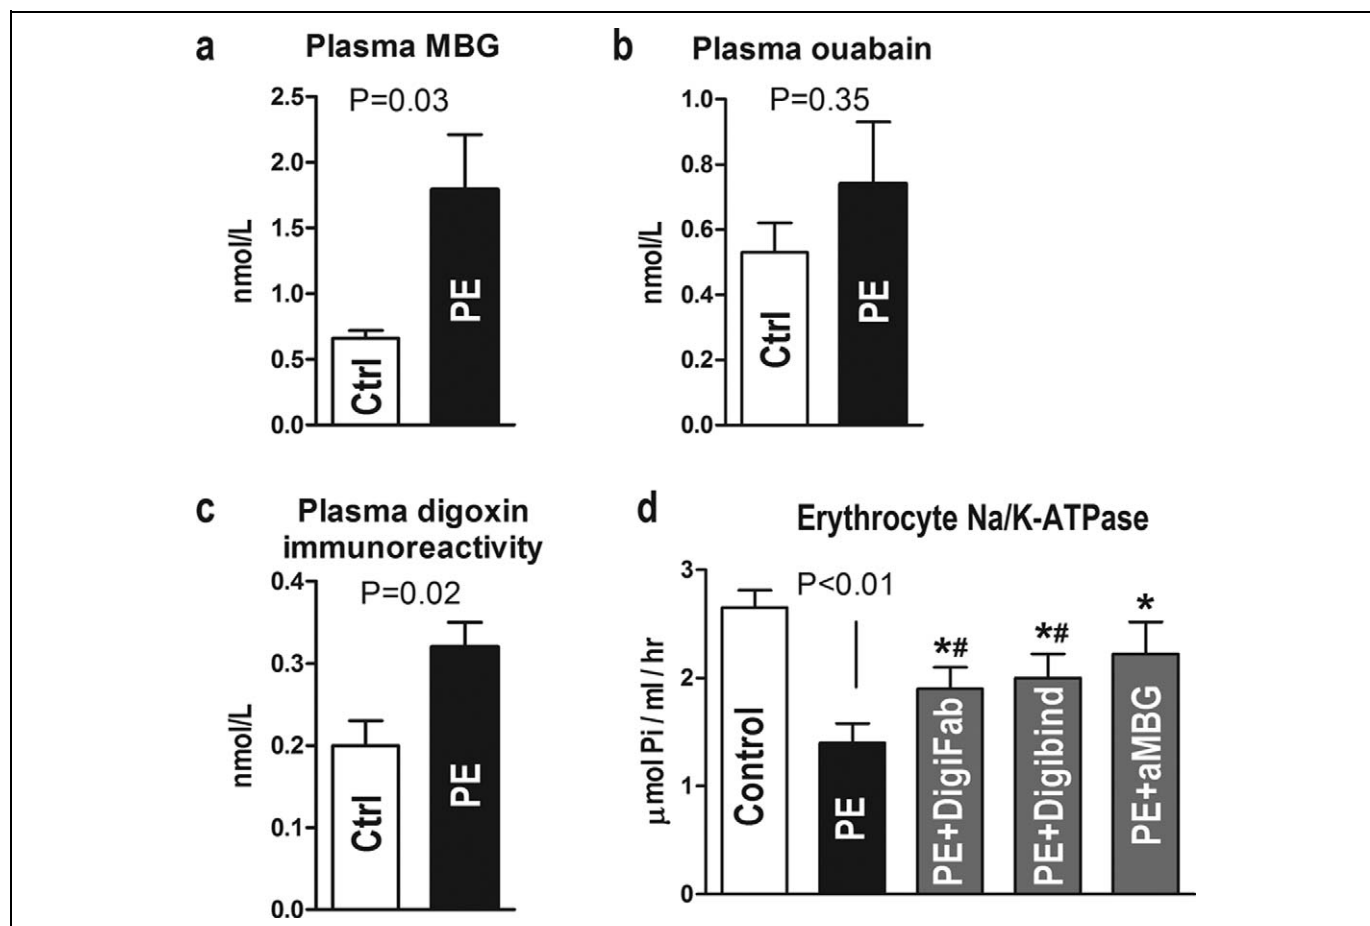 a Plasma MBG
P=0.03
nmol/L
2.5
2.0
1.5
1.0
0.5
0.0
Ctrl
PE
b Plasma ouabain
P=0.35
nmol/L
1.0
0.8
0.6
0.4
0.2
0.0
Ctrl
PE
c Plasma digoxin
immunoreactivity
P=0.02
nmol/L
0.4
0.3
0.2
0.1
0.0
Ctrl
PE
d Erythrocyte Na/K-ATPase
P<0.01
μmol Pi / ml / hr
3
2
1
0
*#
*#
*
Control
PE
PE+DigiFab
PE+Digibind
PE+aMBG